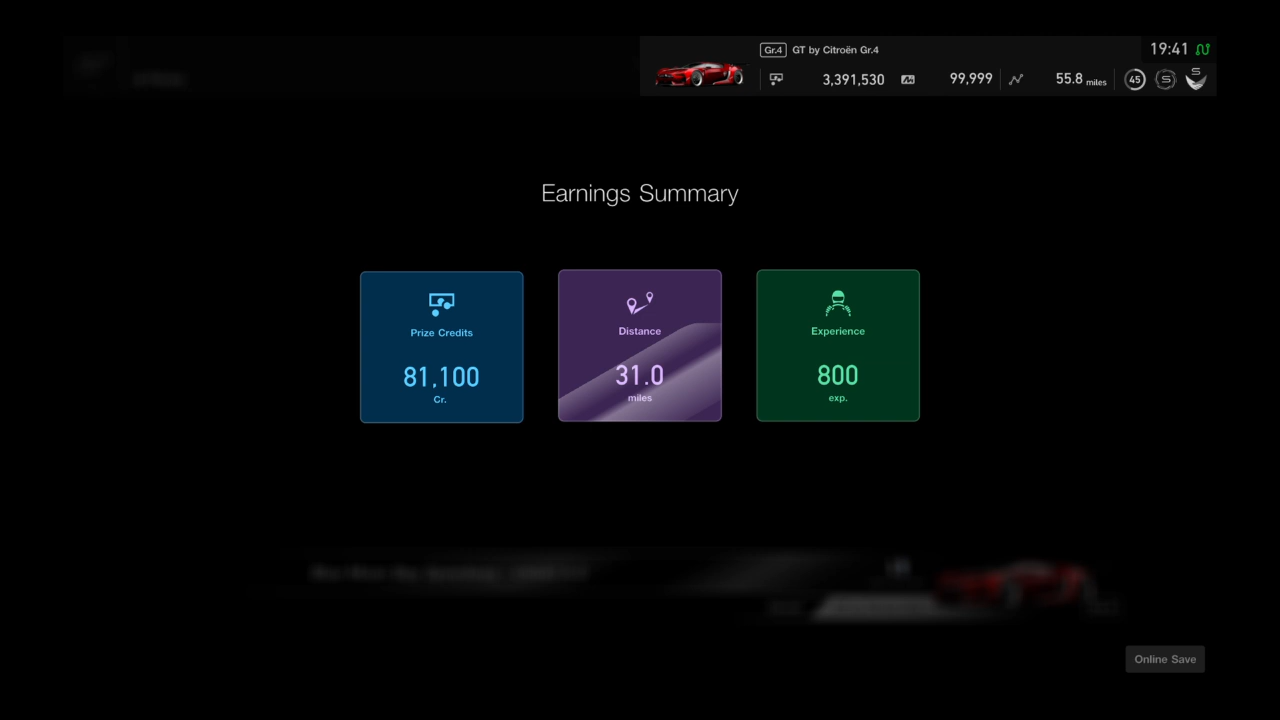 Gr.4 GT by Citroën Gr.4
19:41
3,391,530
99,999
55.8 miles
45
S
S
Earnings Summary
Prize Credits
81,100
Cr.
Distance
31.0
miles
Experience
800
exp.
Online Save